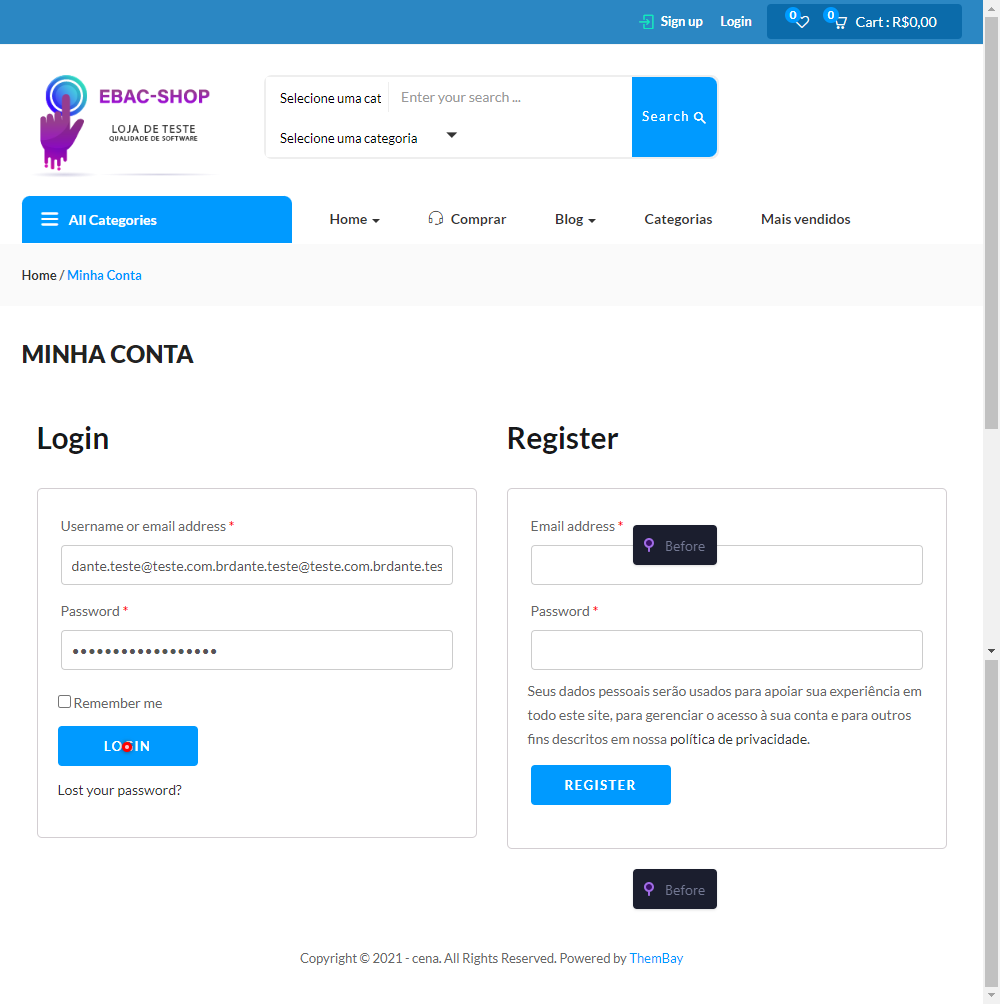 Sign up
Login
0
0
Cart : R$0,00
EBAC-SHOP
LOJA DE TESTE
QUALIDADE DE SOFTWARE
Selecione uma cat
Enter your search ...
Selecione uma categoria
Search
All Categories
Home
Comprar
Blog
Categorias
Mais vendidos
Home / Minha Conta
MINHA CONTA
Login
Username or email address *
dante.teste@teste.com.brdante.teste@teste.com.brdante.tes
Password *
••••••••••••••••••
Remember me
LOGIN
Lost your password?
Register
Email address *
Before
Password *
Seus dados pessoais serão usados para apoiar sua experiência em
todo este site, para gerenciar o acesso à sua conta e para outros
fins descritos em nossa política de privacidade.
REGISTER
Before
Copyright © 2021 - cena. All Rights Reserved. Powered by ThemBay